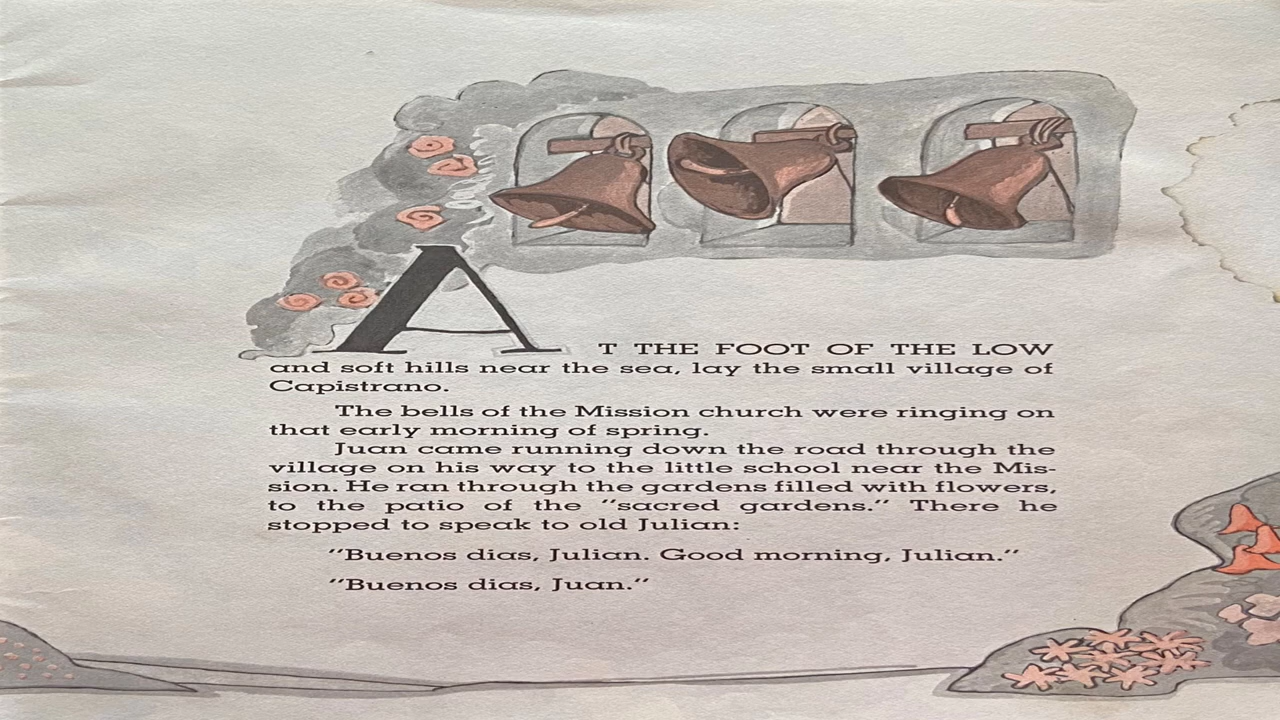 AT THE FOOT OF THE LOW
and soft hills near the sea, lay the small village of
Capistrano.
The bells of the Mission church were ringing on
that early morning of spring.
Juan came running down the road through the
village on his way to the little school near the Mis-
sion. He ran through the gardens filled with flowers,
to the patio of the "sacred gardens." There he
stopped to speak to old Julian:
"Buenos dias, Julian. Good morning, Julian."
"Buenos dias, Juan."